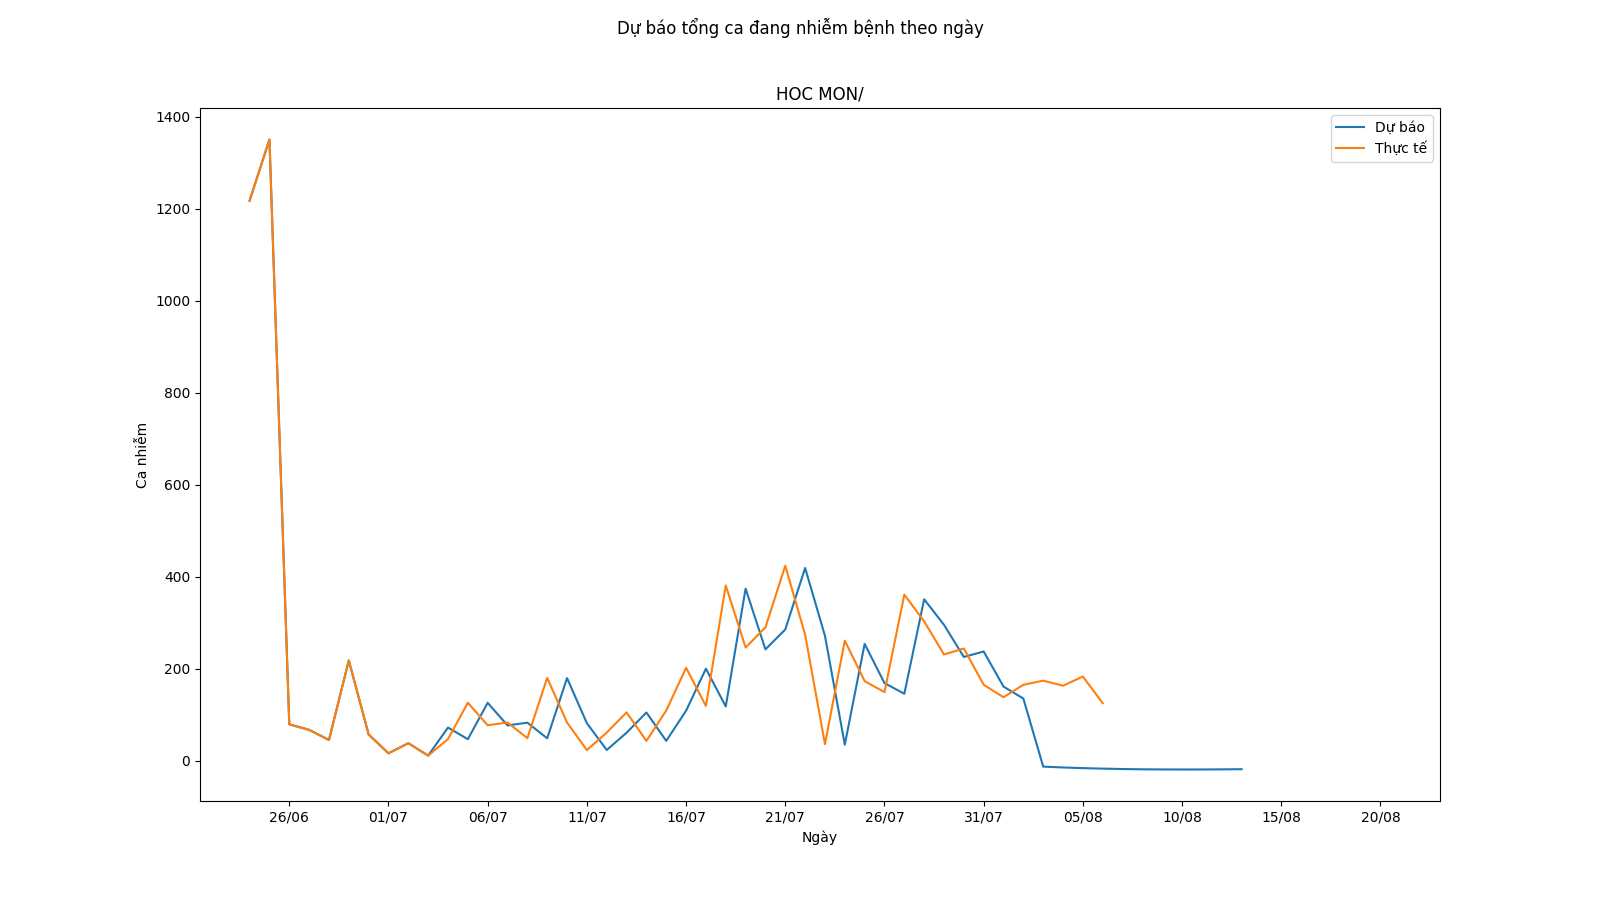 Dự báo tổng ca đang nhiễm bệnh theo ngày
HOC MON/
Dự báo
Thực tế
1400
1200
1000
800
600
400
200
0
Ca nhiễm
26/06 01/07 06/07 11/07 16/07 21/07 26/07 31/07 05/08 10/08 15/08 20/08
Ngày